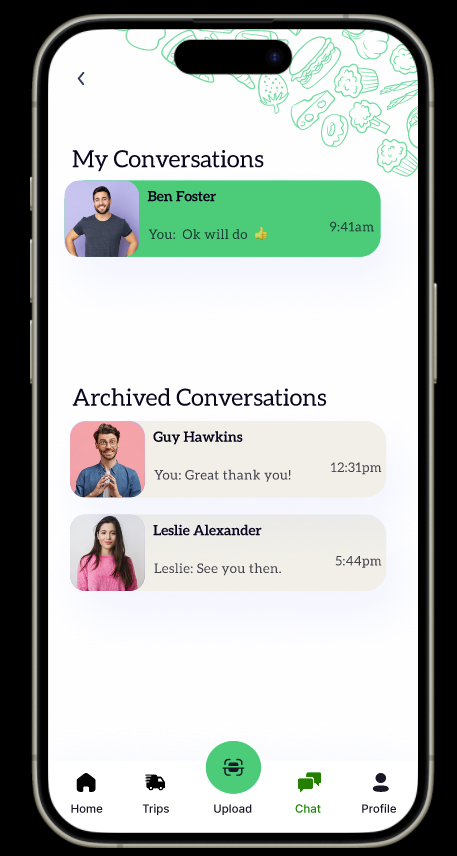 My Conversations
Ben Foster
You: Ok will do 👍
9:41am
Archived Conversations
Guy Hawkins
You: Great thank you!
12:31pm
Leslie Alexander
Leslie: See you then.
5:44pm
Home Trips Upload Chat Profile